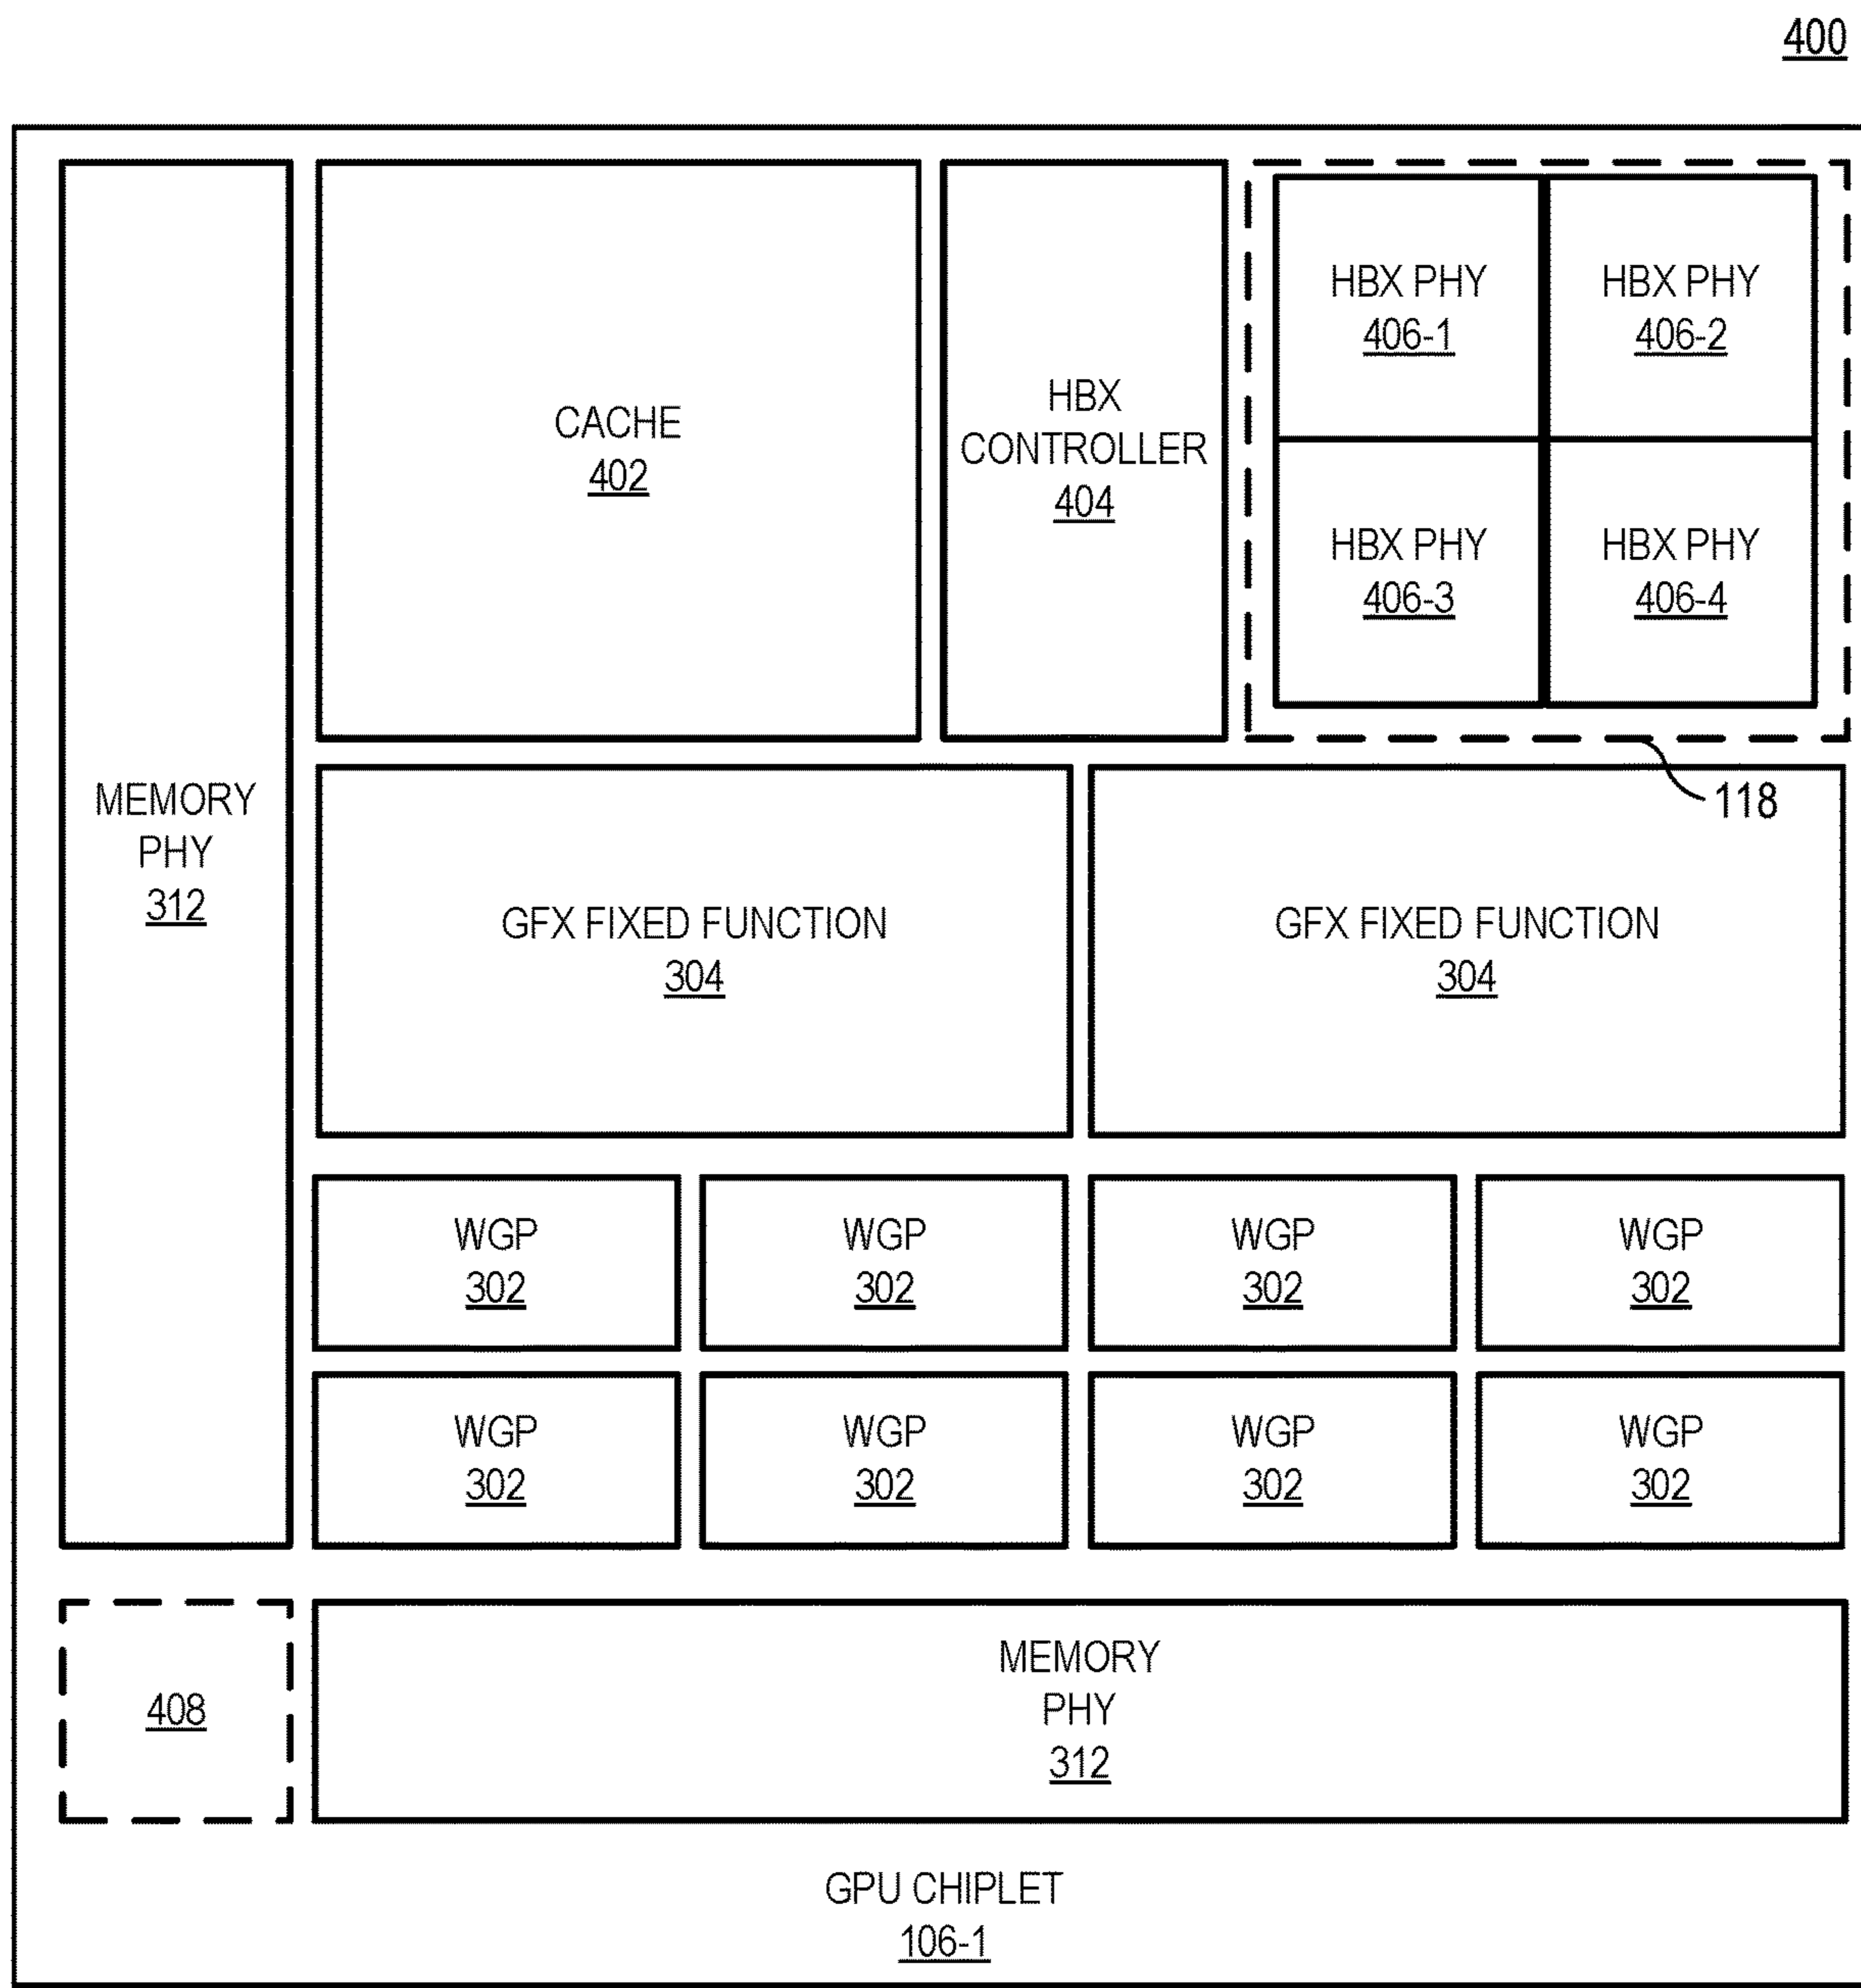 400
MEMORY
PHY
312
CACHE
402
HBX
CONTROLLER
404
HBX PHY
406-1
HBX PHY
406-2
HBX PHY
406-3
HBX PHY
406-4
118
GFX FIXED FUNCTION
304
GFX FIXED FUNCTION
304
WGP
302
WGP
302
WGP
302
WGP
302
WGP
302
WGP
302
WGP
302
WGP
302
408
MEMORY
PHY
312
GPU CHIPLET
106-1